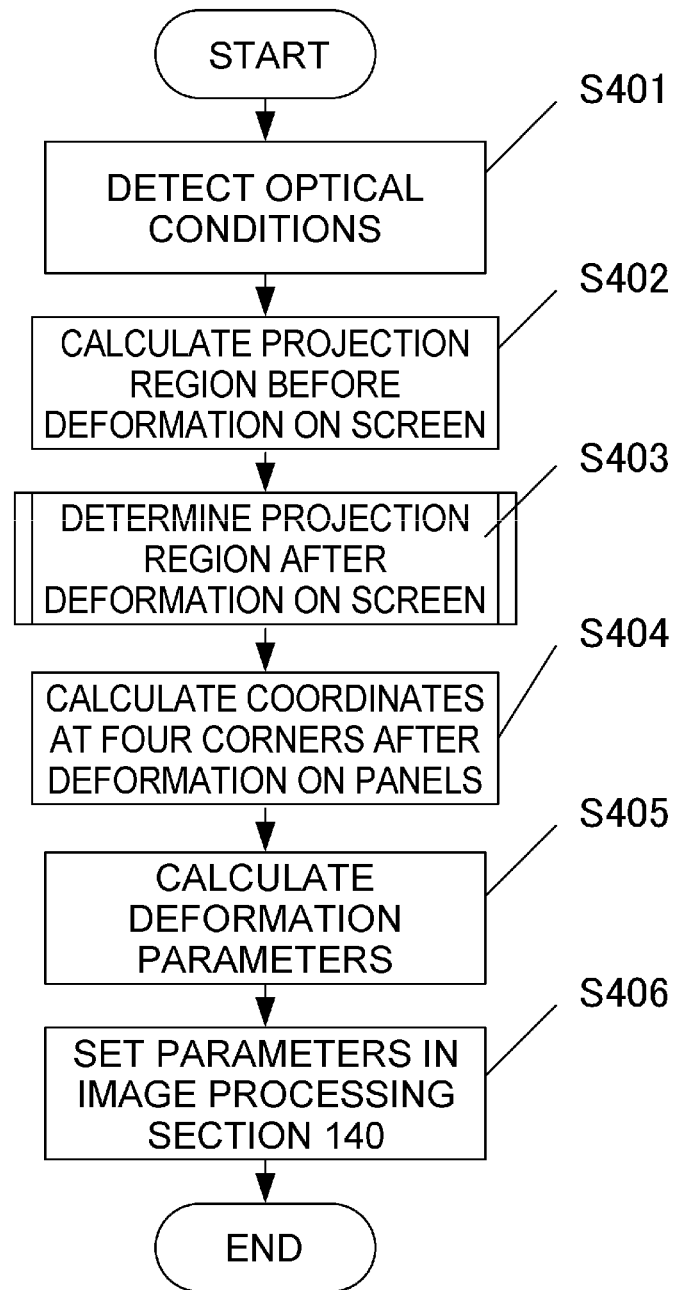 START
S401
DETECT OPTICAL
CONDITIONS
S402
CALCULATE PROJECTION
REGION BEFORE
DEFORMATION ON SCREEN
S403
DETERMINE PROJECTION
REGION AFTER
DEFORMATION ON SCREEN
S404
CALCULATE COORDINATES
AT FOUR CORNERS AFTER
DEFORMATION ON PANELS
S405
CALCULATE
DEFORMATION
PARAMETERS
S406
SET PARAMETERS IN
IMAGE PROCESSING
SECTION 140
END